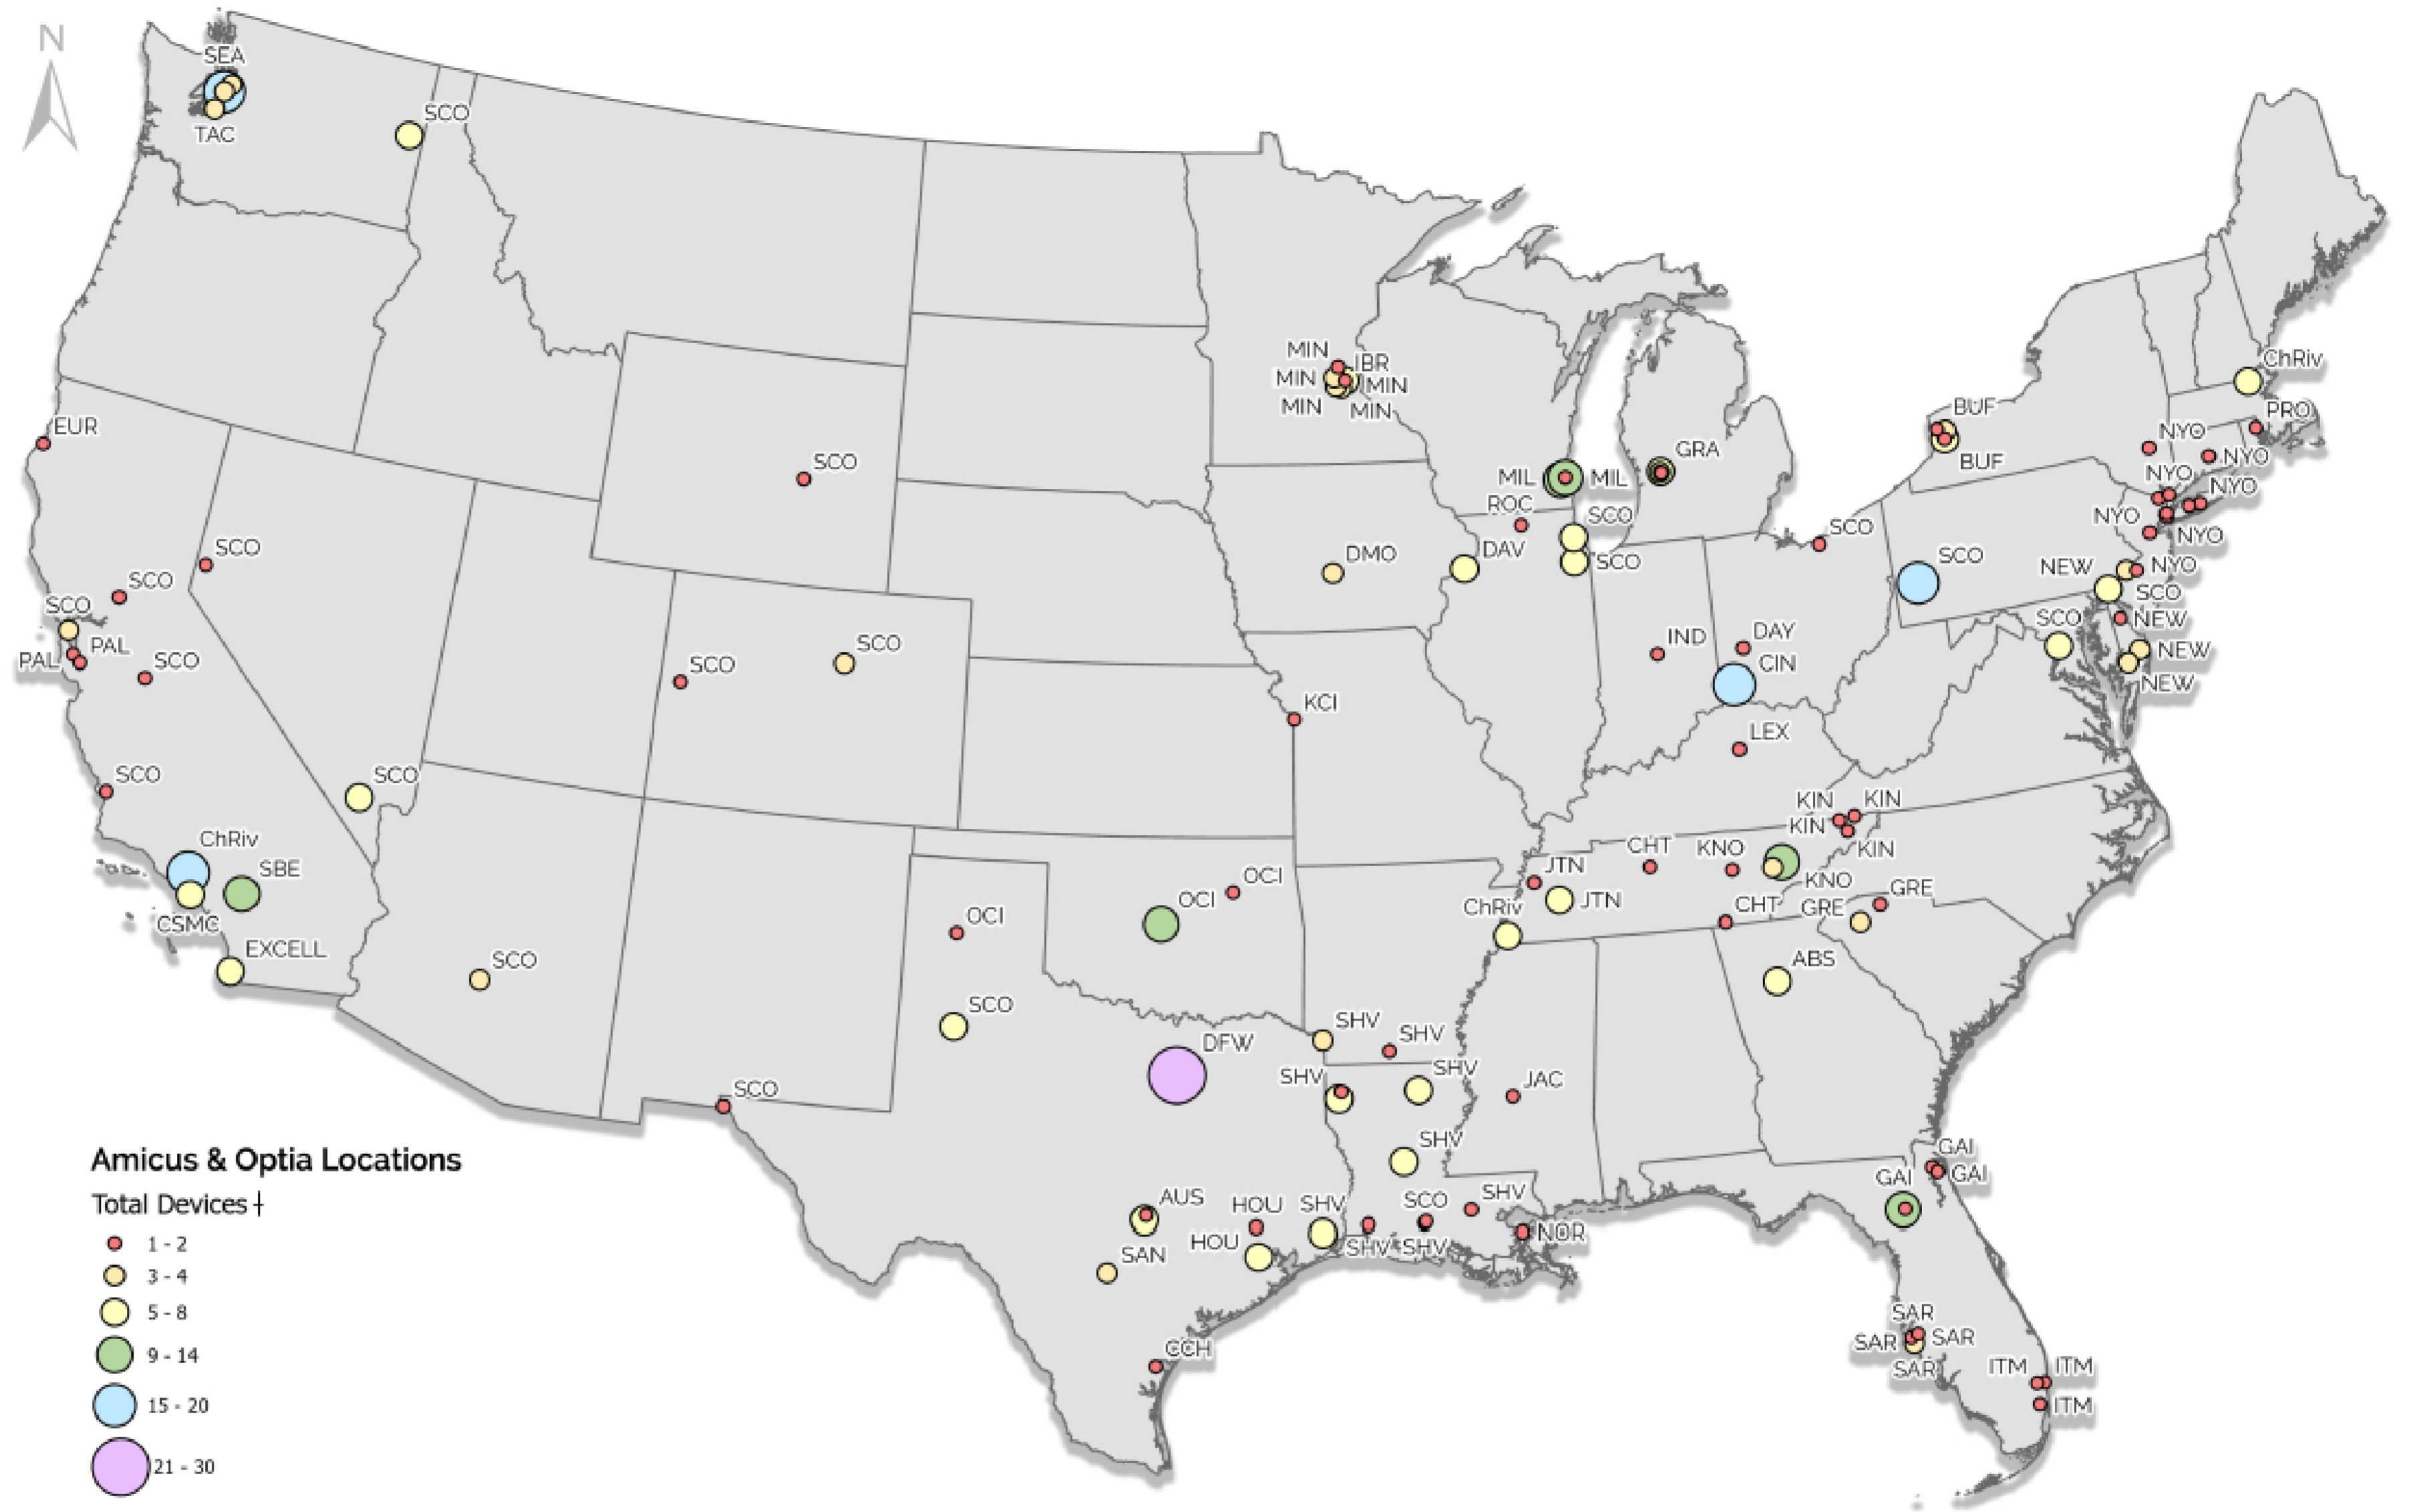 N
SEA
TAC
SCO
EUR
SCO
SCO
SCO
SCO
PAL
PAL
SCO
SCO
SCO
SCO
SCO
ChRiv
SBE
CSMC
EXCELL
SCO
SCO
MIN
IBR
MIN
MIN
MIN
MIN
MIL
MIL
GRA
ROC
SCO
SCO
DMO
DAV
KCI
IND
DAY
CIN
LEX
SCO
SCO
BUF
BUF
ChRiv
PRO
NYO
NYO
NYO
NYO
NYO
NYO
NYO
NEW
SCO
NEW
SCO
NEW
NEW
KIN
KIN
KIN
KIN
CHT
KNO
KNO
JTN
JTN
ChRiv
CHT
GRE
GRE
ABS
OCI
OCI
OCI
SCO
DFW
SCO
SHV
SHV
SHV
SHV
SHV
JAC
AUS
SAN
HOU
HOU
SHV
SCO
SHV
SHV
SHV
NOR
CCH
GAI
GAI
GAI
SAR
SAR
SAR
SAR
ITM
ITM
ITM
Amicus & Optia Locations
Total Devices ƚ
1 - 2
3 - 4
5 - 8
9 - 14
15 - 20
21 - 30